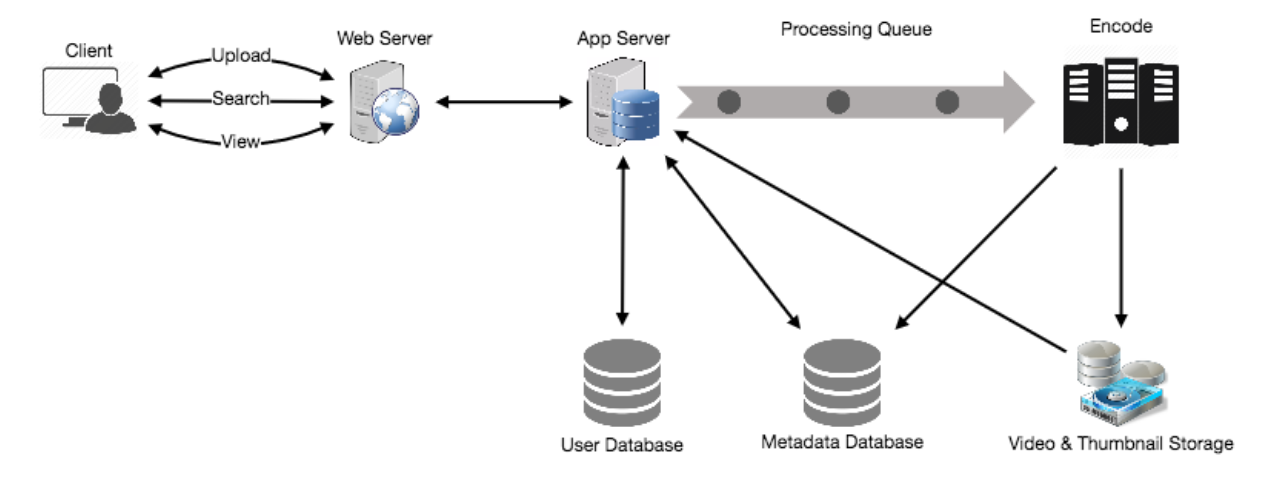 Processing Queue
Encode
Client
Web Server
App Server
Upload
Search
View
User Database
Metadata Database
Video & Thumbnail Storage